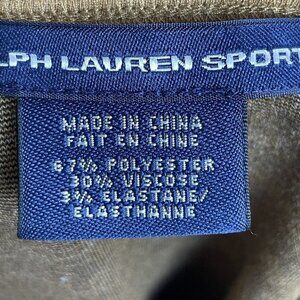 LPH LAUREN SPORT
MADE IN CHINA
FAIT EN CHINE
67% POLYESTER
30% VISCOSE
3% ELASTANE/
ELASTHANNE